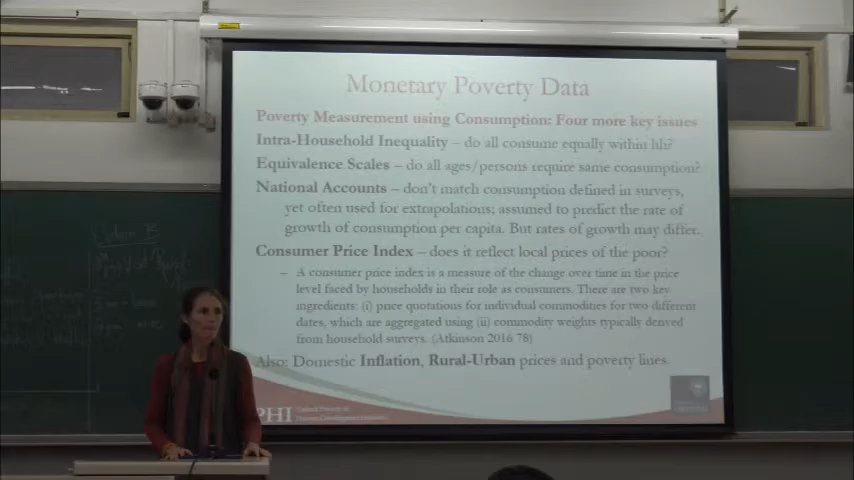 Monetary Poverty Data
Poverty Measurement using Consumption: Four more key issues
Intra-Household Inequality – do all consume equally within hh?
Equivalence Scales – do all ages/persons require same consumption?
National Accounts – don't match consumption defined in surveys,
yet often used for extrapolations; assumed to predict the rate of
growth of consumption per capita. But rates of growth may differ.
Consumer Price Index – does it reflect local prices of the poor?
– A consumer price index is a measure of the change over time in the price
level faced by households in their role as consumers. There are two key
ingredients: (i) price quotations for individual commodities for two different
dates, which are aggregated using (ii) commodity weights typically derived
from household surveys. (Atkinson 2016 78)
Also: Domestic Inflation, Rural-Urban prices and poverty lines.
PHI